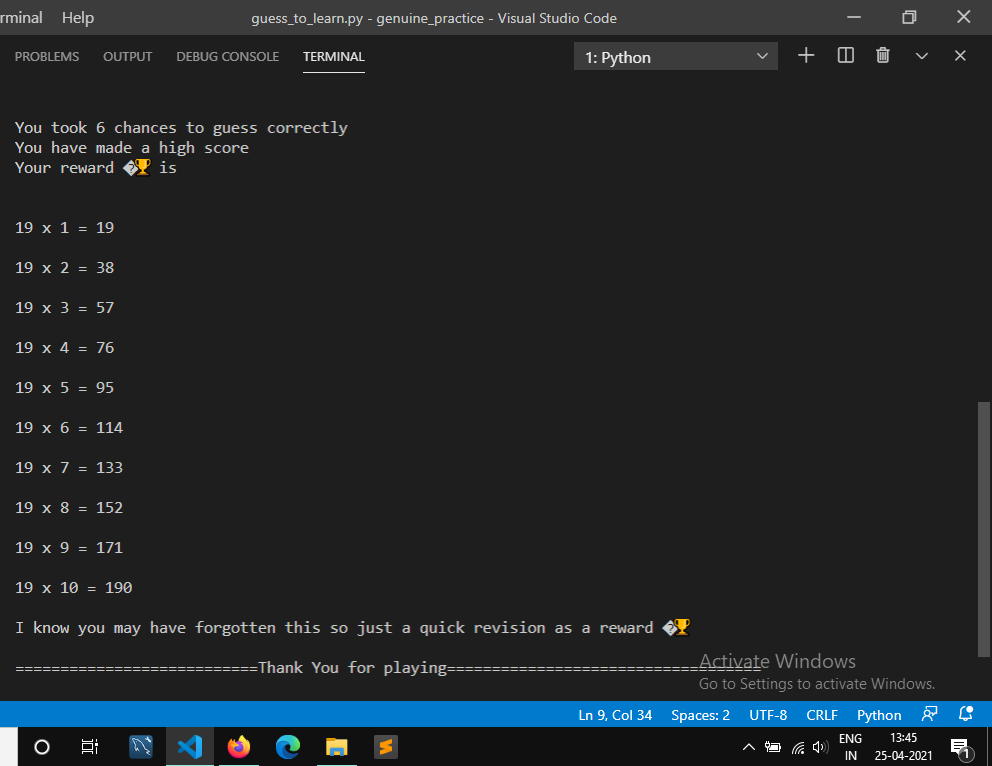 rminal Help guess_to_learn.py - genuine_practice - Visual Studio Code
PROBLEMS OUTPUT DEBUG CONSOLE TERMINAL 1: Python
You took 6 chances to guess correctly
You have made a high score
Your reward �🏆 is
19 x 1 = 19
19 x 2 = 38
19 x 3 = 57
19 x 4 = 76
19 x 5 = 95
19 x 6 = 114
19 x 7 = 133
19 x 8 = 152
19 x 9 = 171
19 x 10 = 190
I know you may have forgotten this so just a quick revision as a reward �🏆
===========================Thank You for playing===================================
Activate Windows
Go to Settings to activate Windows.
Ln 9, Col 34 Spaces: 2 UTF-8 CRLF Python
ENG 13:45
IN 25-04-2021 1